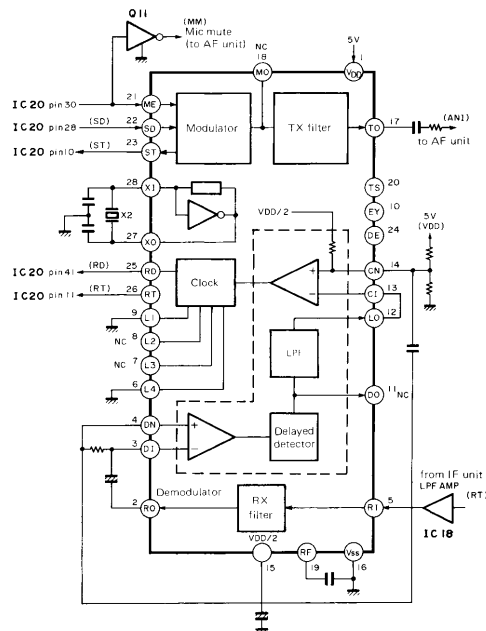 Q11
(MM)
Mic mute
(to AF unit)
NC
18
MO
5V
1
VDD
IC20 pin30
21
ME
IC20 pin28
(SD)
22
SD
IC20 pin10
(ST)
23
ST
Modulator
TX filter
TO
17
(ANI)
to AF unit
28
XI
X2
27
XO
TS
20
EY
10
DE
24
VDD/2
5V
(VDD)
IC20 pin41
(RD)
25
RD
IC20 pin11
(RT)
26
RT
Clock
+
−
CN
14
CI
13
LO
12
9
L1
NC
8
L2
NC
7
L3
6
L4
LPF
DO
11
NC
4
DN
3
DI
+
−
Delayed
detector
2
RO
Demodulator
RX
filter
RI
5
from IF unit
LPF AMP
(RT)
IC18
VDD/2
15
RF
19
Vss
16